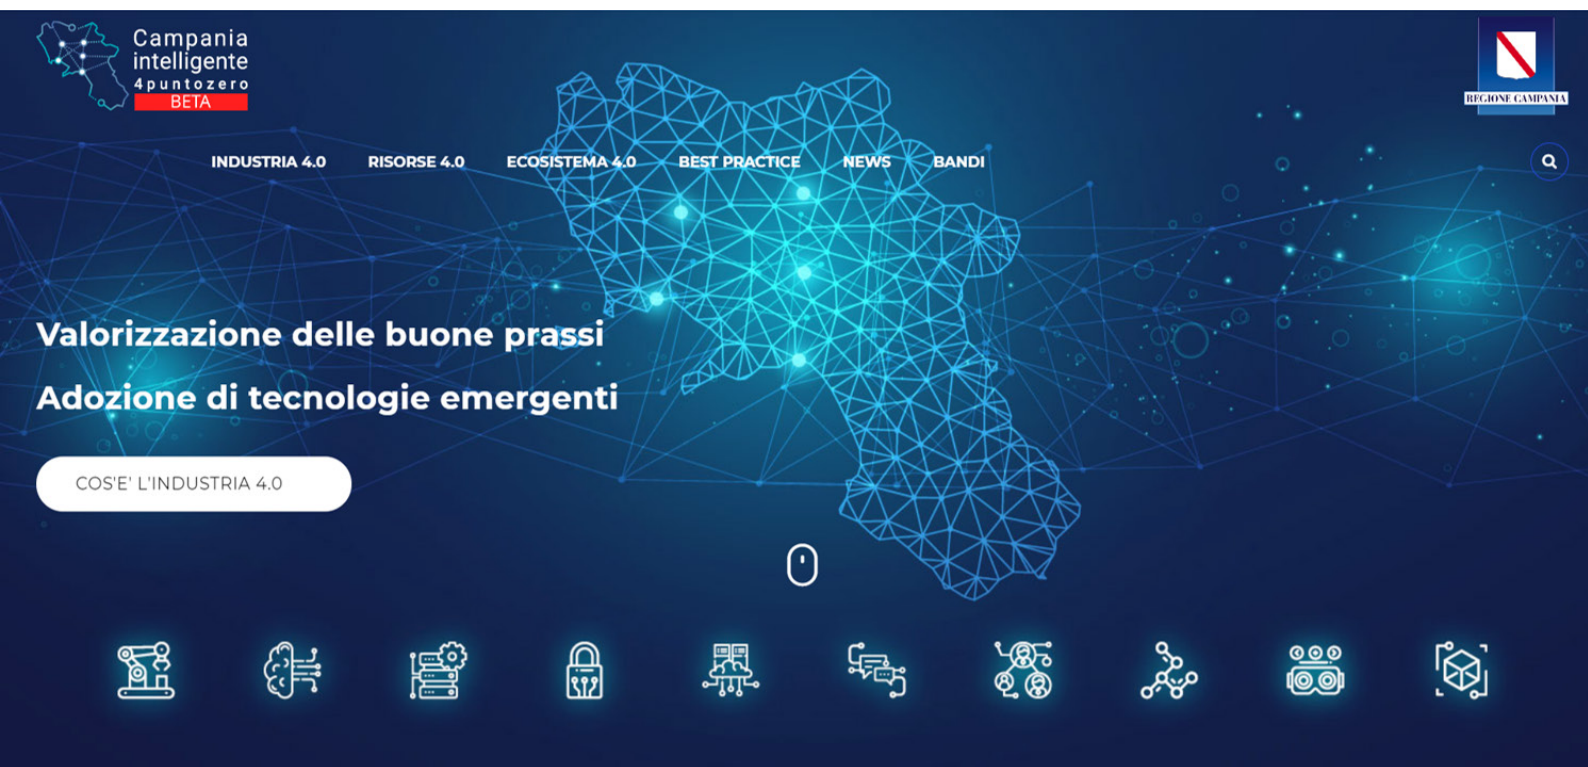 Campania
intelligente
4puntozero
BETA
REGIONE CAMPANIA
INDUSTRIA 4.0
RISORSE 4.0
ECOSISTEMA 4.0
BEST PRACTICE
NEWS
BANDI
Valorizzazione delle buone prassi
Adozione di tecnologie emergenti
COS'E' L'INDUSTRIA 4.0